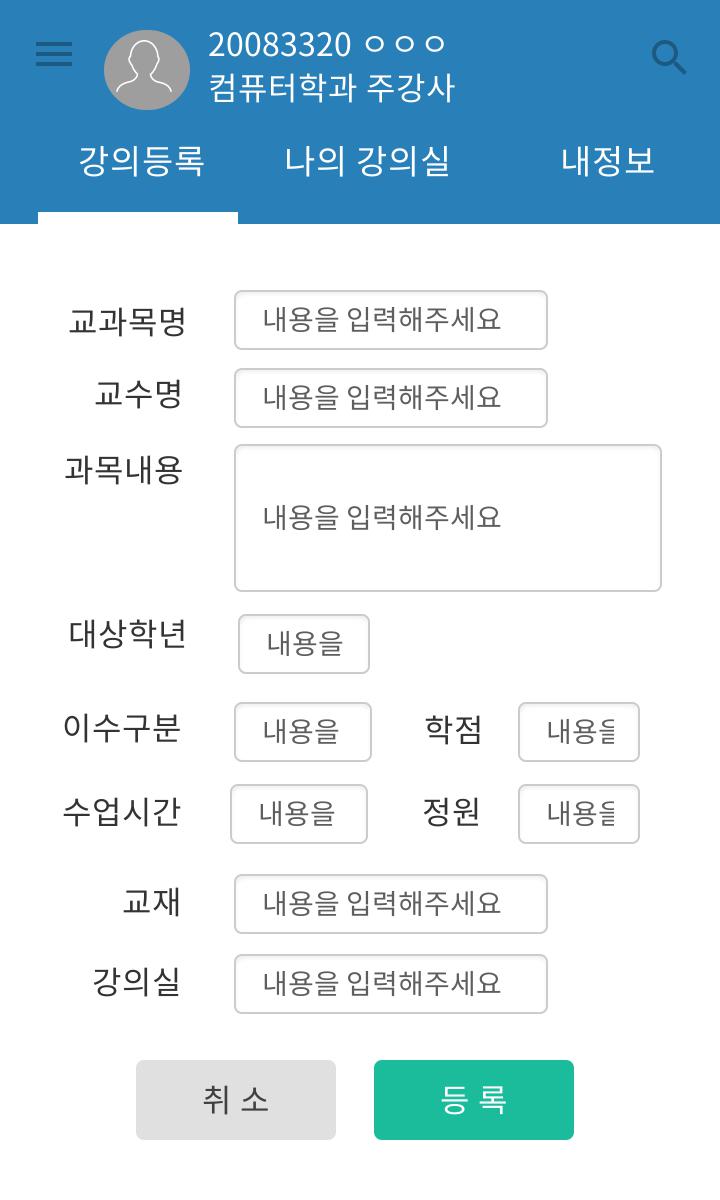 20083320 ㅇㅇㅇ
컴퓨터학과 주강사
강의등록 나의 강의실 내정보
교과목명 내용을 입력해주세요
교수명 내용을 입력해주세요
과목내용 내용을 입력해주세요
대상학년 내용을
이수구분 내용을 학점 내용을
수업시간 내용을 정원 내용을
교재 내용을 입력해주세요
강의실 내용을 입력해주세요
취 소 등 록